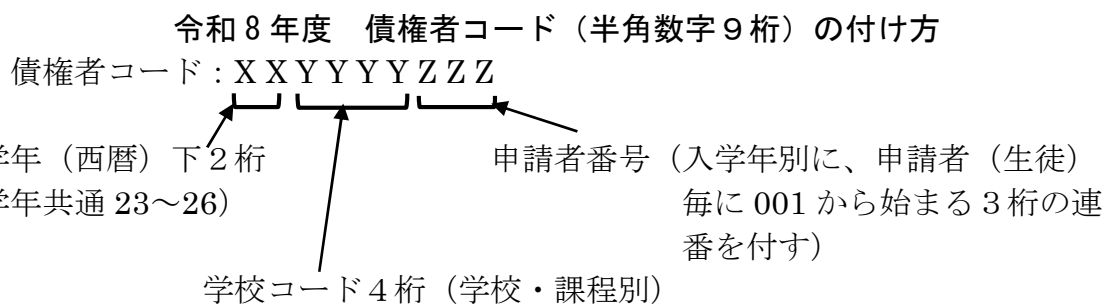 令和８年度　債権者コード（半角数字９桁）の付け方
債権者コード：ＸＸＹＹＹＹＺＺＺ
学年（西暦）下２桁
学年共通 23～26）
申請者番号（入学年別に、申請者（生徒）
毎に 001 から始まる３桁の連
番を付す）
学校コード４桁（学校・課程別）